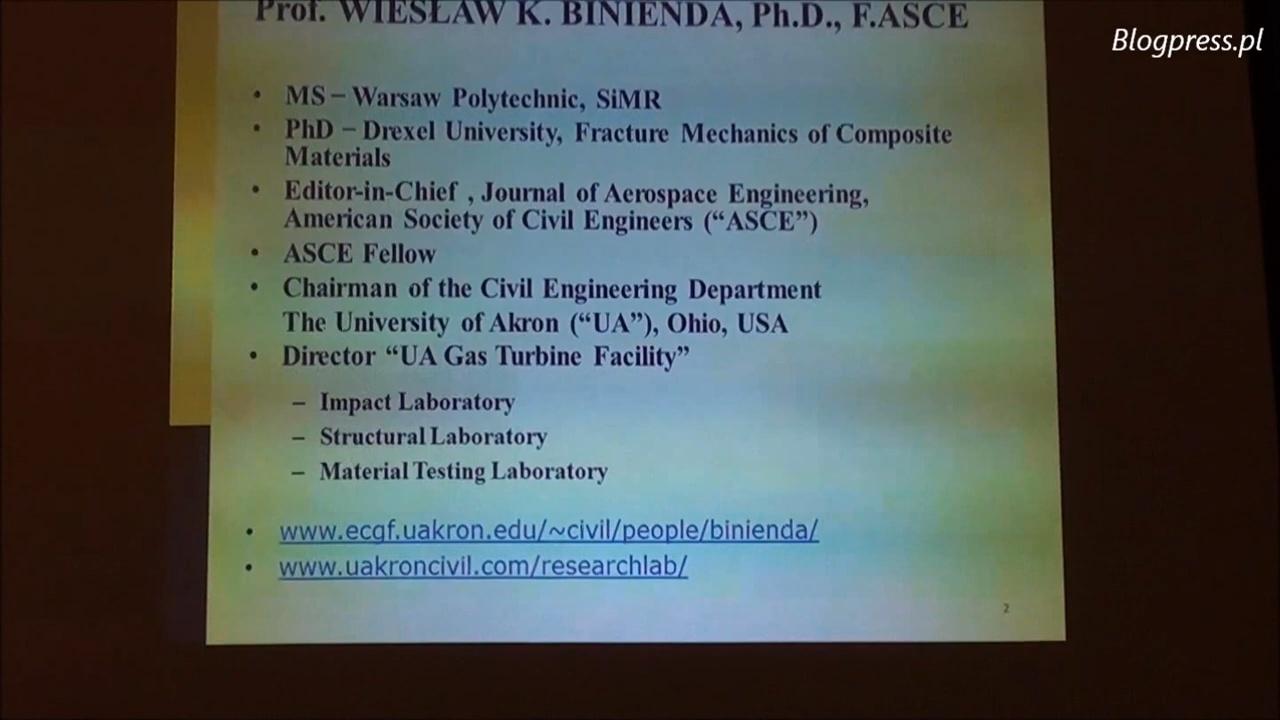 Blogpress.pl
Prof. WIESŁAW K. BINIENDA, Ph.D., F.ASCE
• MS – Warsaw Polytechnic, SiMR
• PhD – Drexel University, Fracture Mechanics of Composite
Materials
• Editor-in-Chief , Journal of Aerospace Engineering,
American Society of Civil Engineers (“ASCE”)
• ASCE Fellow
• Chairman of the Civil Engineering Department
The University of Akron (“UA”), Ohio, USA
• Director “UA Gas Turbine Facility”
– Impact Laboratory
– Structural Laboratory
– Material Testing Laboratory
• www.ecgf.uakron.edu/~civil/people/binienda/
• www.uakroncivil.com/researchlab/
2